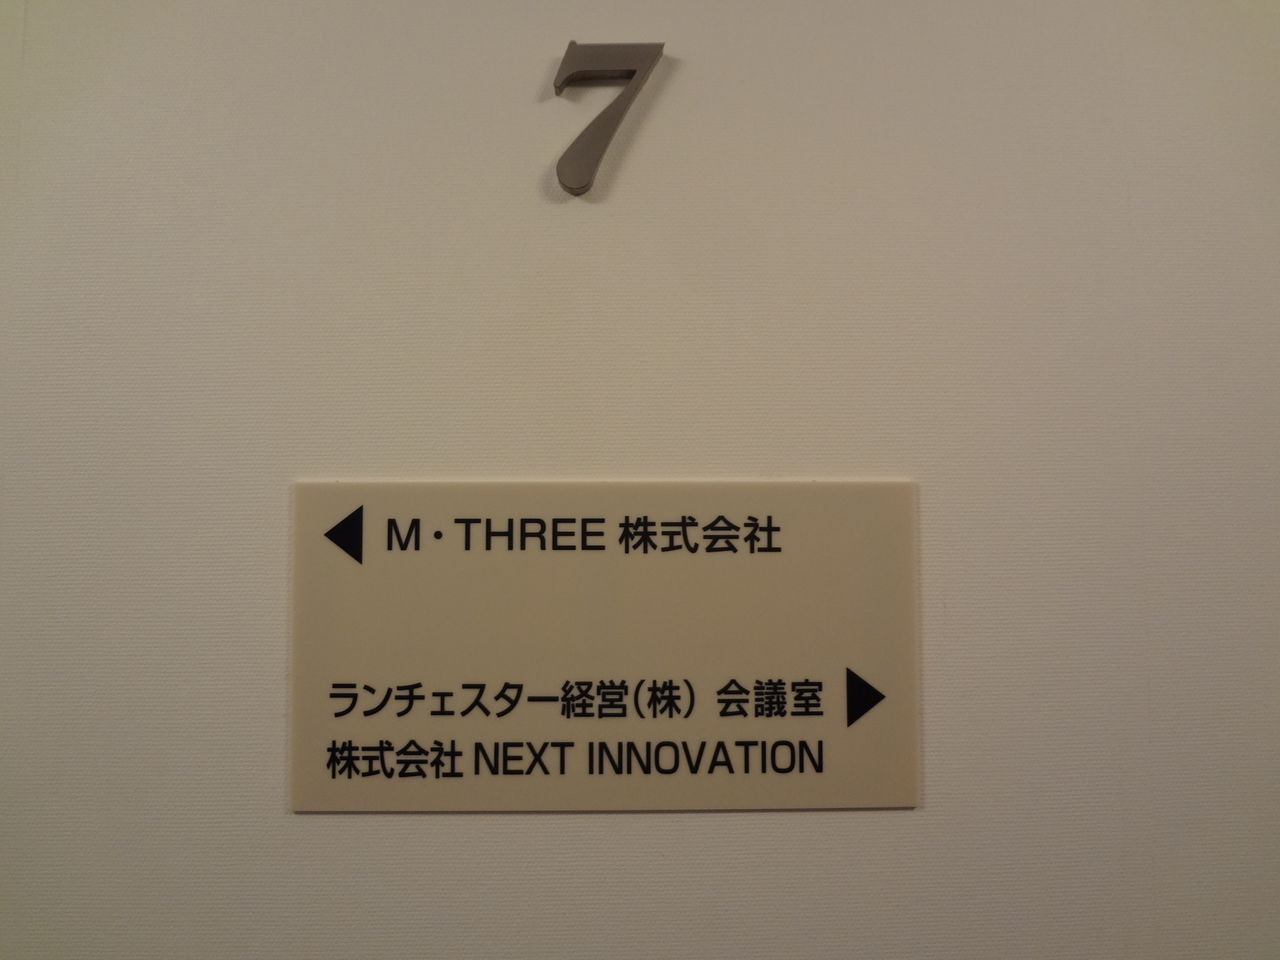 7
◀ M・THREE 株式会社
ランチェスター経営(株) 会議室 ▶
株式会社 NEXT INNOVATION